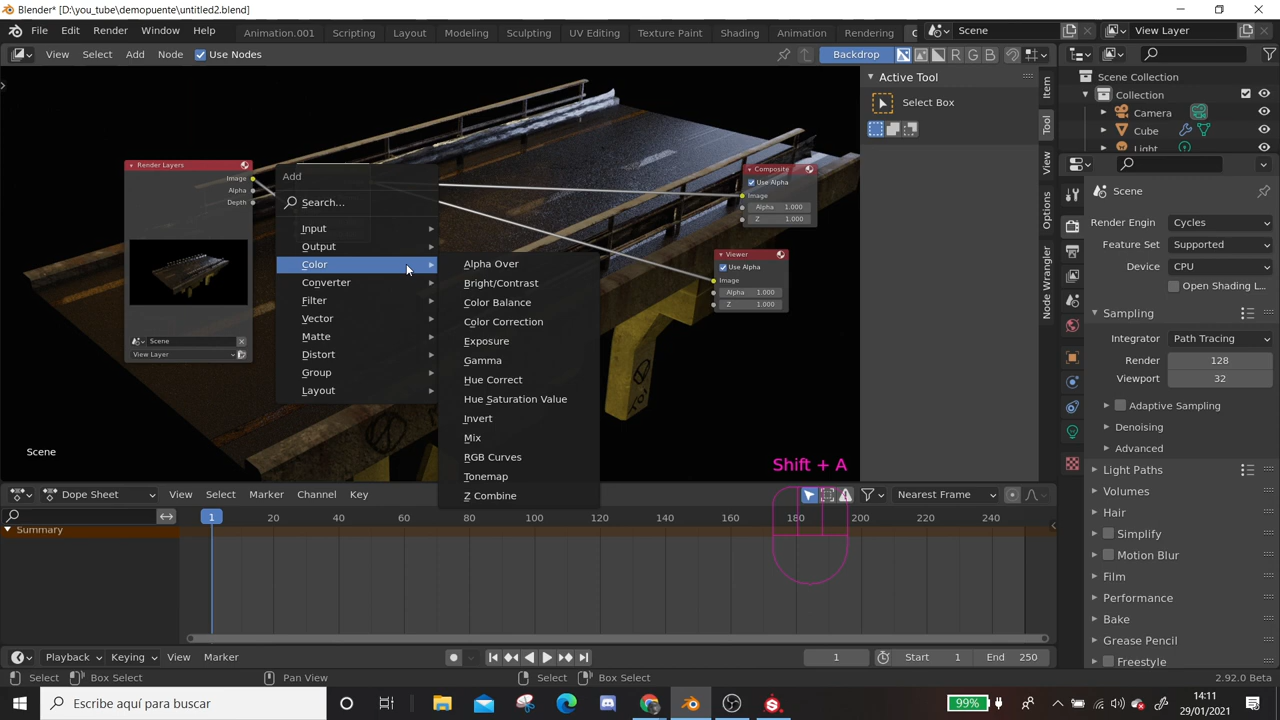 Blender* [D:\you_tube\demopuente\untitled2.blend]
File Edit Render Window Help Animation.001 Scripting Layout Modeling Sculpting UV Editing Texture Paint Shading Animation Rendering Scene View Layer
View Select Add Node Use Nodes Backdrop R G B
Active Tool
Select Box
Item
Tool
View
Options
Node Wrangler
Scene Collection
Collection
Camera
Cube
Light
Render Layers
Image
Alpha
Depth
Scene
View Layer
Add
Search...
Input
Output
Color
Converter
Filter
Vector
Matte
Distort
Group
Layout
Alpha Over
Bright/Contrast
Color Balance
Color Correction
Exposure
Gamma
Hue Correct
Hue Saturation Value
Invert
Mix
RGB Curves
Tonemap
Z Combine
Composite
Use Alpha
Image
Alpha 1.000
Z 1.000
Viewer
Use Alpha
Image
Alpha 1.000
Z 1.000
Scene
Shift + A
Scene
Render Engin Cycles
Feature Set Supported
Device CPU
Open Shading L...
Sampling
Integrator Path Tracing
Render 128
Viewport 32
Adaptive Sampling
Denoising
Advanced
Light Paths
Volumes
Hair
Simplify
Motion Blur
Film
Performance
Bake
Grease Pencil
Freestyle
Dope Sheet View Select Marker Channel Key Nearest Frame
1 20 40 60 80 100 120 140 160 180 200 220 240
Summary
Playback Keying View Marker 1 Start 1 End 250
Select Box Select Pan View Select Box Select 2.92.0 Beta
Escribe aquí para buscar 99% 14:11
29/01/2021